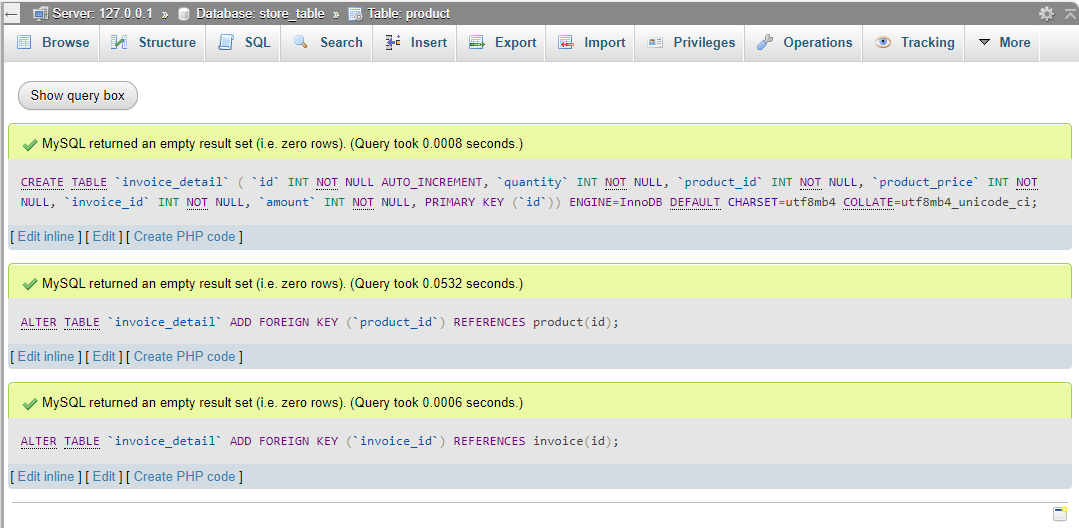 Server: 127.0.0.1 » Database: store_table » Table: product
Browse Structure SQL Search Insert Export Import Privileges Operations Tracking More
Show query box
MySQL returned an empty result set (i.e. zero rows). (Query took 0.0008 seconds.)
CREATE TABLE `invoice_detail` ( `id` INT NOT NULL AUTO_INCREMENT, `quantity` INT NOT NULL, `product_id` INT NOT NULL, `product_price` INT NOT
NULL, `invoice_id` INT NOT NULL, `amount` INT NOT NULL, PRIMARY KEY (`id`)) ENGINE=InnoDB DEFAULT CHARSET=utf8mb4 COLLATE=utf8mb4_unicode_ci;
[ Edit inline ] [ Edit ] [ Create PHP code ]
MySQL returned an empty result set (i.e. zero rows). (Query took 0.0532 seconds.)
ALTER TABLE `invoice_detail` ADD FOREIGN KEY (`product_id`) REFERENCES product(id);
[ Edit inline ] [ Edit ] [ Create PHP code ]
MySQL returned an empty result set (i.e. zero rows). (Query took 0.0006 seconds.)
ALTER TABLE `invoice_detail` ADD FOREIGN KEY (`invoice_id`) REFERENCES invoice(id);
[ Edit inline ] [ Edit ] [ Create PHP code ]